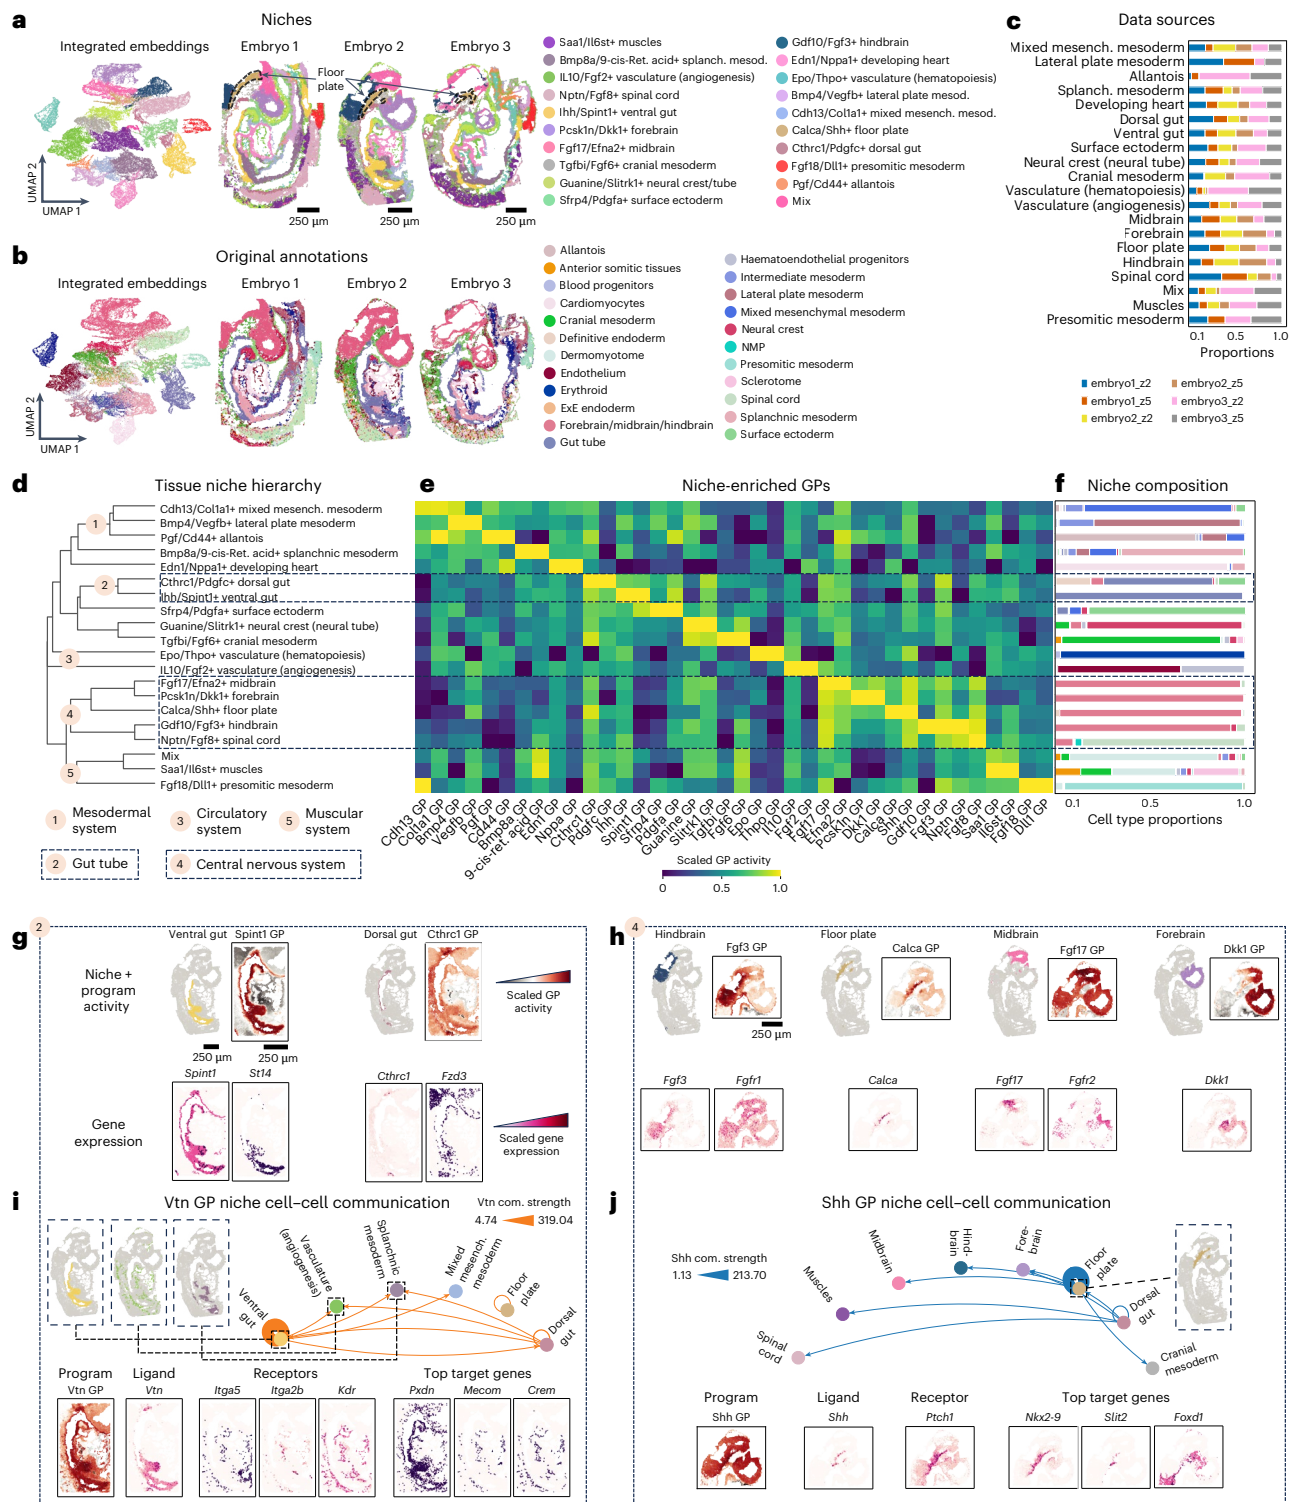 a
Niches
Integrated embeddings
Embryo 1
Embryo 2
Embryo 3
Floor
plate
UMAP 2
UMAP 1
250 µm
250 µm
250 µm
Saa1/Il6st+ muscles
Bmp8a/9-cis-Ret. acid+ splanch. mesod.
IL10/Fgf2+ vasculature (angiogenesis)
Nptn/Fgf8+ spinal cord
Ihh/Spint1+ ventral gut
Pcsk1n/Dkk1+ forebrain
Fgf17/Efna2+ midbrain
Tgfbi/Fgf6+ cranial mesoderm
Guanine/Slitrk1+ neural crest/tube
Sfrp4/Pdgfa+ surface ectoderm
Gdf10/Fgf3+ hindbrain
Edn1/Nppa1+ developing heart
Epo/Thpo+ vasculature (hematopoiesis)
Bmp4/Vegfb+ lateral plate mesod.
Cdh13/Col1a1+ mixed mesench. mesod.
Calca/Shh+ floor plate
Cthrc1/Pdgfc+ dorsal gut
Fgf18/Dll1+ presomitic mesoderm
Pgf/Cd44+ allantois
Mix
b
Original annotations
Integrated embeddings
Embryo 1
Embryo 2
Embryo 3
UMAP 2
UMAP 1
Allantois
Anterior somitic tissues
Blood progenitors
Cardiomyocytes
Cranial mesoderm
Definitive endoderm
Dermomyotome
Endothelium
Erythroid
ExE endoderm
Forebrain/midbrain/hindbrain
Gut tube
Haematoendothelial progenitors
Intermediate mesoderm
Lateral plate mesoderm
Mixed mesenchymal mesoderm
Neural crest
NMP
Presomitic mesoderm
Sclerotome
Spinal cord
Splanchnic mesoderm
Surface ectoderm
c
Data sources
Mixed mesench. mesoderm
Lateral plate mesoderm
Allantois
Splanch. mesoderm
Developing heart
Dorsal gut
Ventral gut
Surface ectoderm
Neural crest (neural tube)
Cranial mesoderm
Vasculature (hematopoiesis)
Vasculature (angiogenesis)
Midbrain
Forebrain
Floor plate
Hindbrain
Spinal cord
Mix
Muscles
Presomitic mesoderm
0.1 0.5 1.0
Proportions
embryo1_z2
embryo1_z5
embryo2_z2
embryo2_z5
embryo3_z2
embryo3_z5
d
Tissue niche hierarchy
Cdh13/Col1a1+ mixed mesench. mesoderm
Bmp4/Vegfb+ lateral plate mesoderm
Pgf/Cd44+ allantois
Bmp8a/9-cis-Ret. acid+ splanchnic mesoderm
Edn1/Nppa1+ developing heart
Cthrc1/Pdgfc+ dorsal gut
Ihh/Spint1+ ventral gut
Sfrp4/Pdgfa+ surface ectoderm
Guanine/Slitrk1+ neural crest (neural tube)
Tgfbi/Fgf6+ cranial mesoderm
Epo/Thpo+ vasculature (hematopoiesis)
IL10/Fgf2+ vasculature (angiogenesis)
Fgf17/Efna2+ midbrain
Pcsk1n/Dkk1+ forebrain
Calca/Shh+ floor plate
Gdf10/Fgf3+ hindbrain
Nptn/Fgf8+ spinal cord
Mix
Saa1/Il6st+ muscles
Fgf18/Dll1+ presomitic mesoderm
1
2
3
4
5
1 Mesodermal
system
3 Circulatory
system
5 Muscular
system
2 Gut tube
4 Central nervous system
e
Niche-enriched GPs
Cdh13 GP
Col1a1 GP
Bmp4 GP
Vegfb GP
Pgf GP
Cd44 GP
Bmp8a GP
9-cis-ret. acid GP
Edn1 GP
Nppa GP
Cthrc1 GP
Pdgfc GP
Ihh GP
Spint1 GP
Sfrp4 GP
Pdgfa GP
Guanine GP
Slitrk1 GP
Tgfbi GP
Fgf6 GP
Epo GP
Thpo GP
Il10 GP
Fgf2 GP
Fgf17 GP
Efna2 GP
Pcsk1n GP
Dkk1 GP
Calca GP
Shh GP
Gdf10 GP
Fgf3 GP
Nptn GP
Fgf8 GP
Saa1 GP
Il6st GP
Fgf18 GP
Dll1 GP
Scaled GP activity
0 0.5 1.0
f
Niche composition
0.1 0.5 1.0
Cell type proportions
g
2
Ventral gut
Spint1 GP
Dorsal gut
Cthrc1 GP
Niche +
program
activity
Scaled GP
activity
250 µm
250 µm
Spint1
St14
Cthrc1
Fzd3
Gene
expression
Scaled gene
expression
h
4
Hindbrain
Fgf3 GP
Floor plate
Calca GP
Midbrain
Fgf17 GP
Forebrain
Dkk1 GP
250 µm
Fgf3
Fgfr1
Calca
Fgf17
Fgfr2
Dkk1
i
Vtn GP niche cell–cell communication
Vtn com. strength
4.74 319.04
Ventral
gut
Vasculature
(angiogenesis)
Splanchnic
mesoderm
Mixed
mesench.
mesoderm
Floor
plate
Dorsal
gut
Program
Ligand
Receptors
Top target genes
Vtn GP
Vtn
Itga5
Itga2b
Kdr
Pxdn
Mecom
Crem
j
Shh GP niche cell–cell communication
Shh com. strength
1.13 213.70
Spinal
cord
Muscles
Midbrain
Hind-
brain
Fore-
brain
Floor
plate
Dorsal
gut
Cranial
mesoderm
Program
Ligand
Receptor
Top target genes
Shh GP
Shh
Ptch1
Nkx2-9
Slit2
Foxd1